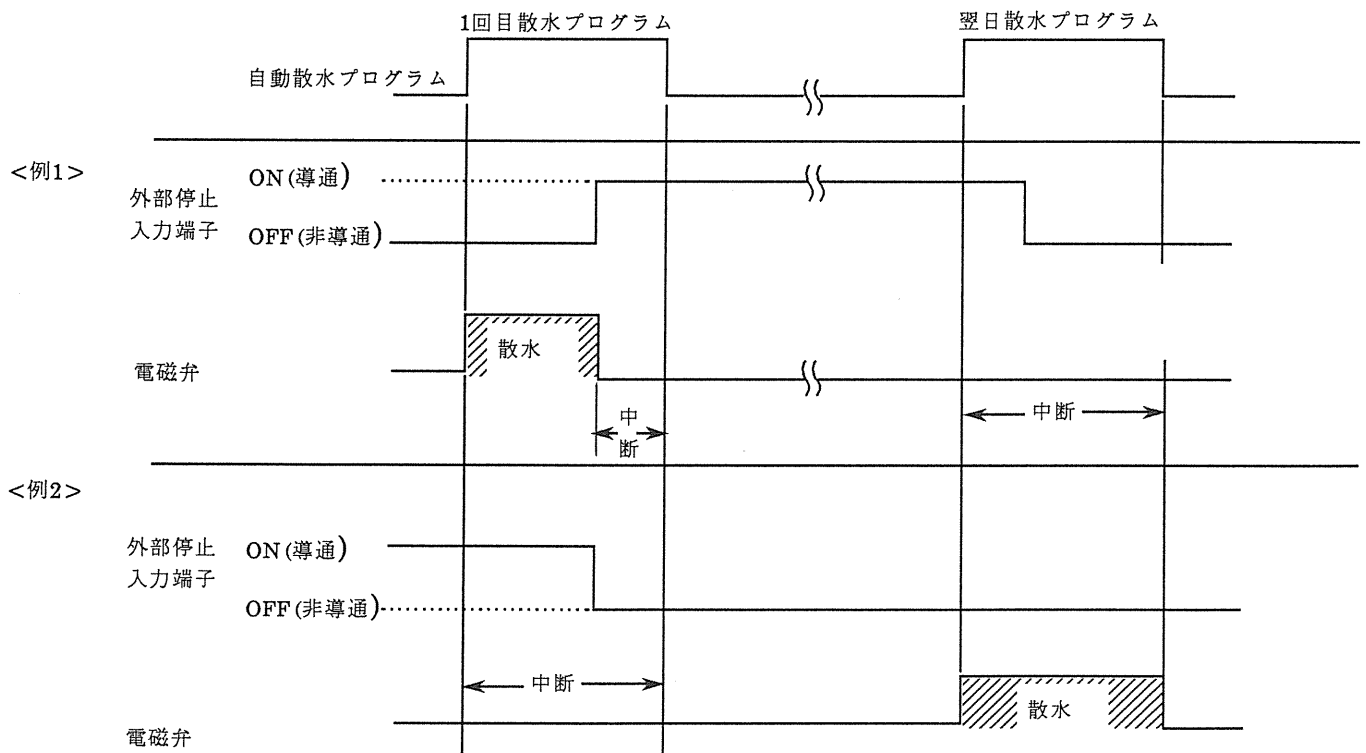 1回目散水プログラム
翌日散水プログラム
自動散水プログラム
<例1>
外部停止
入力端子
ON(導通)
OFF(非導通)
散水
電磁弁
中
断
中断
<例2>
外部停止
入力端子
ON(導通)
OFF(非導通)
中断
散水
電磁弁